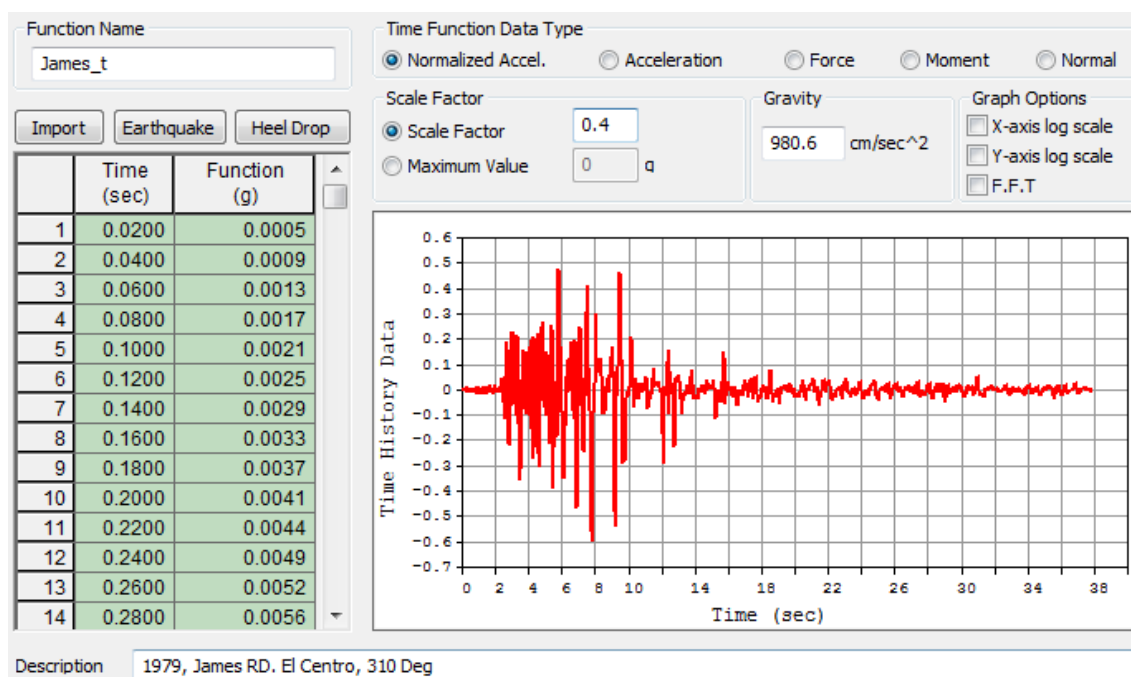 Function Name
James_t
Import Earthquake Heel Drop
Time (sec) Function (g)
1 0.0200 0.0005
2 0.0400 0.0009
3 0.0600 0.0013
4 0.0800 0.0017
5 0.1000 0.0021
6 0.1200 0.0025
7 0.1400 0.0029
8 0.1600 0.0033
9 0.1800 0.0037
10 0.2000 0.0041
11 0.2200 0.0044
12 0.2400 0.0049
13 0.2600 0.0052
14 0.2800 0.0056
Time Function Data Type
Normalized Accel. Acceleration Force Moment Normal
Scale Factor
Scale Factor 0.4
Maximum Value 0 g
Gravity
980.6 cm/sec^2
Graph Options
X-axis log scale
Y-axis log scale
F.F.T
Time History Data
0.6
0.5
0.4
0.3
0.2
0.1
0
-0.1
-0.2
-0.3
-0.4
-0.5
-0.6
-0.7
0 2 4 6 8 10 14 18 22 26 30 34 38
Time (sec)
Description 1979, James RD. El Centro, 310 Deg